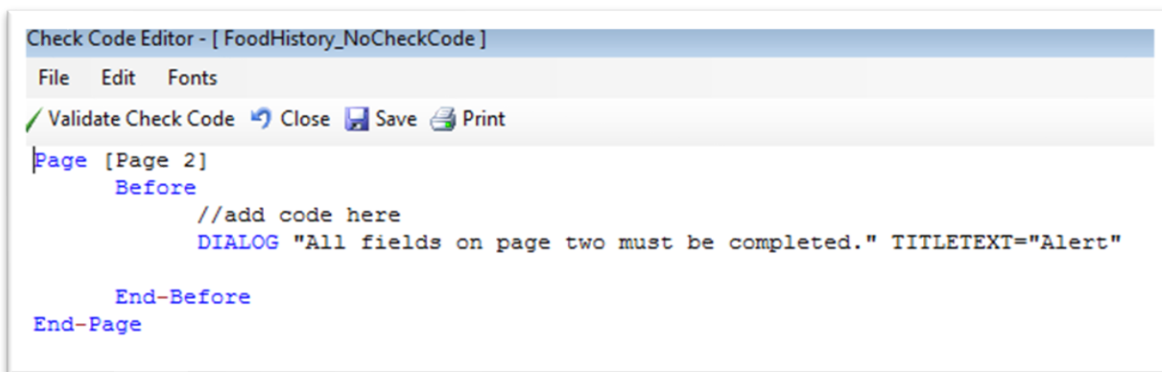 Check Code Editor - [ FoodHistory_NoCheckCode ]
File Edit Fonts
Validate Check Code Close Save Print
Page [Page 2]
Before
//add code here
DIALOG "All fields on page two must be completed." TITLETEXT="Alert"
End-Before
End-Page